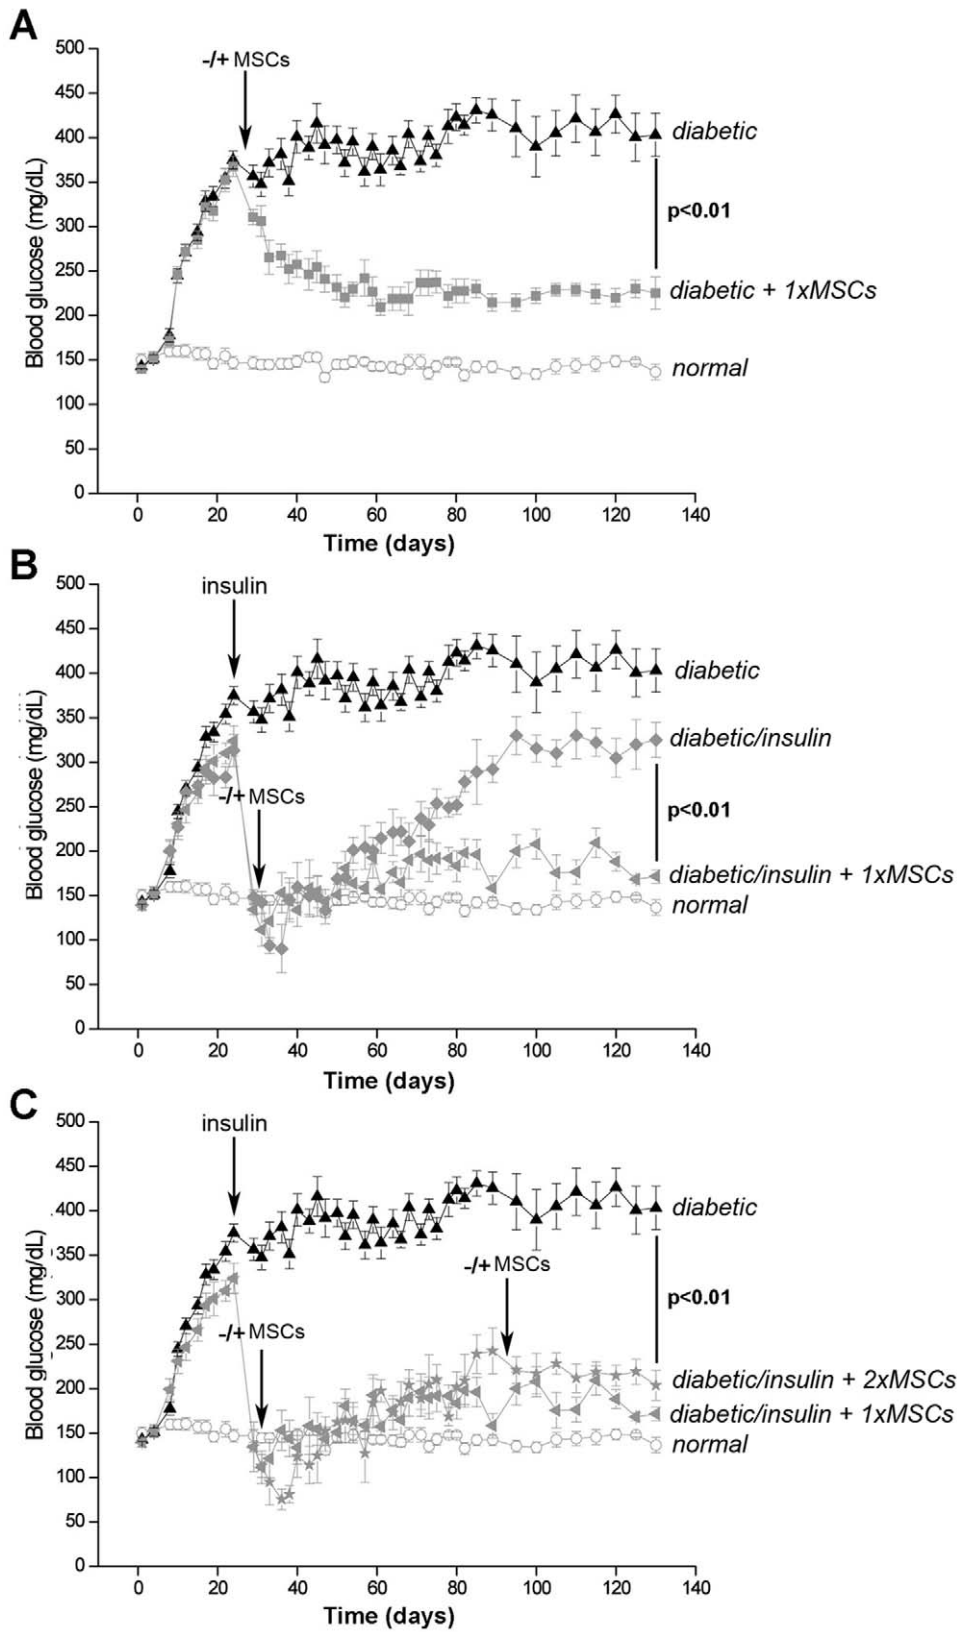 A
500
450
400
350
300
250
200
150
100
50
0
Blood glucose (mg/dL)
-/+ MSCs
diabetic
p<0.01
diabetic + 1xMSCs
normal
0 20 40 60 80 100 120 140
Time (days)
B
500
450
400
350
300
250
200
150
100
50
0
Blood glucose (mg/dL)
insulin
-/+ MSCs
diabetic
diabetic/insulin
p<0.01
diabetic/insulin + 1xMSCs
normal
0 20 40 60 80 100 120 140
Time (days)
C
500
450
400
350
300
250
200
150
100
50
0
Blood glucose (mg/dL)
insulin
-/+ MSCs
-/+ MSCs
diabetic
p<0.01
diabetic/insulin + 2xMSCs
diabetic/insulin + 1xMSCs
normal
0 20 40 60 80 100 120 140
Time (days)